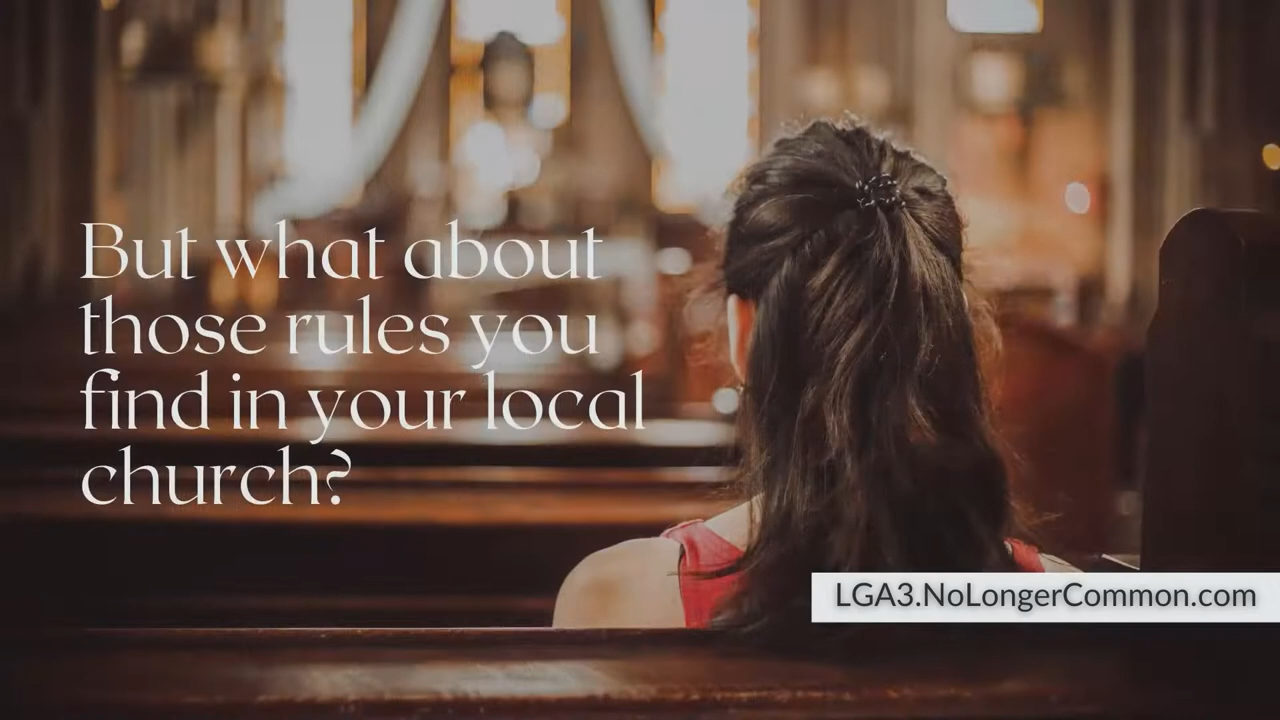 But what about
those rules you
find in your local
church?
LGA3.NoLongerCommon.com